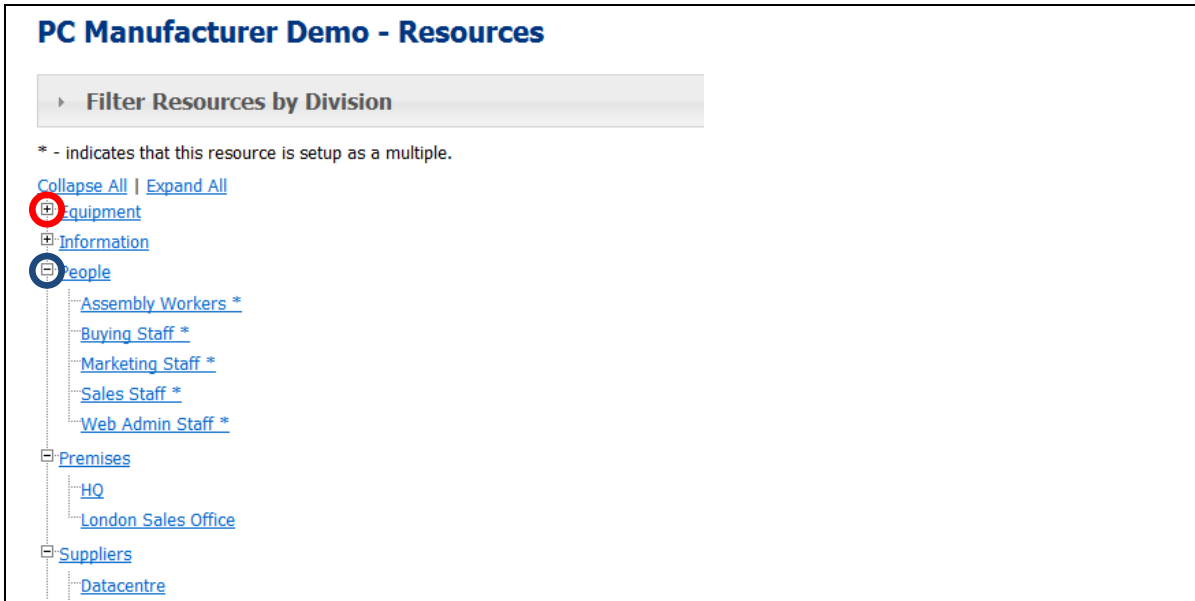 PC Manufacturer Demo - Resources
Filter Resources by Division
* - indicates that this resource is setup as a multiple.
Collapse All | Expand All
Equipment
Information
People
Assembly Workers *
Buying Staff *
Marketing Staff *
Sales Staff *
Web Admin Staff *
Premises
HQ
London Sales Office
Suppliers
Datacentre